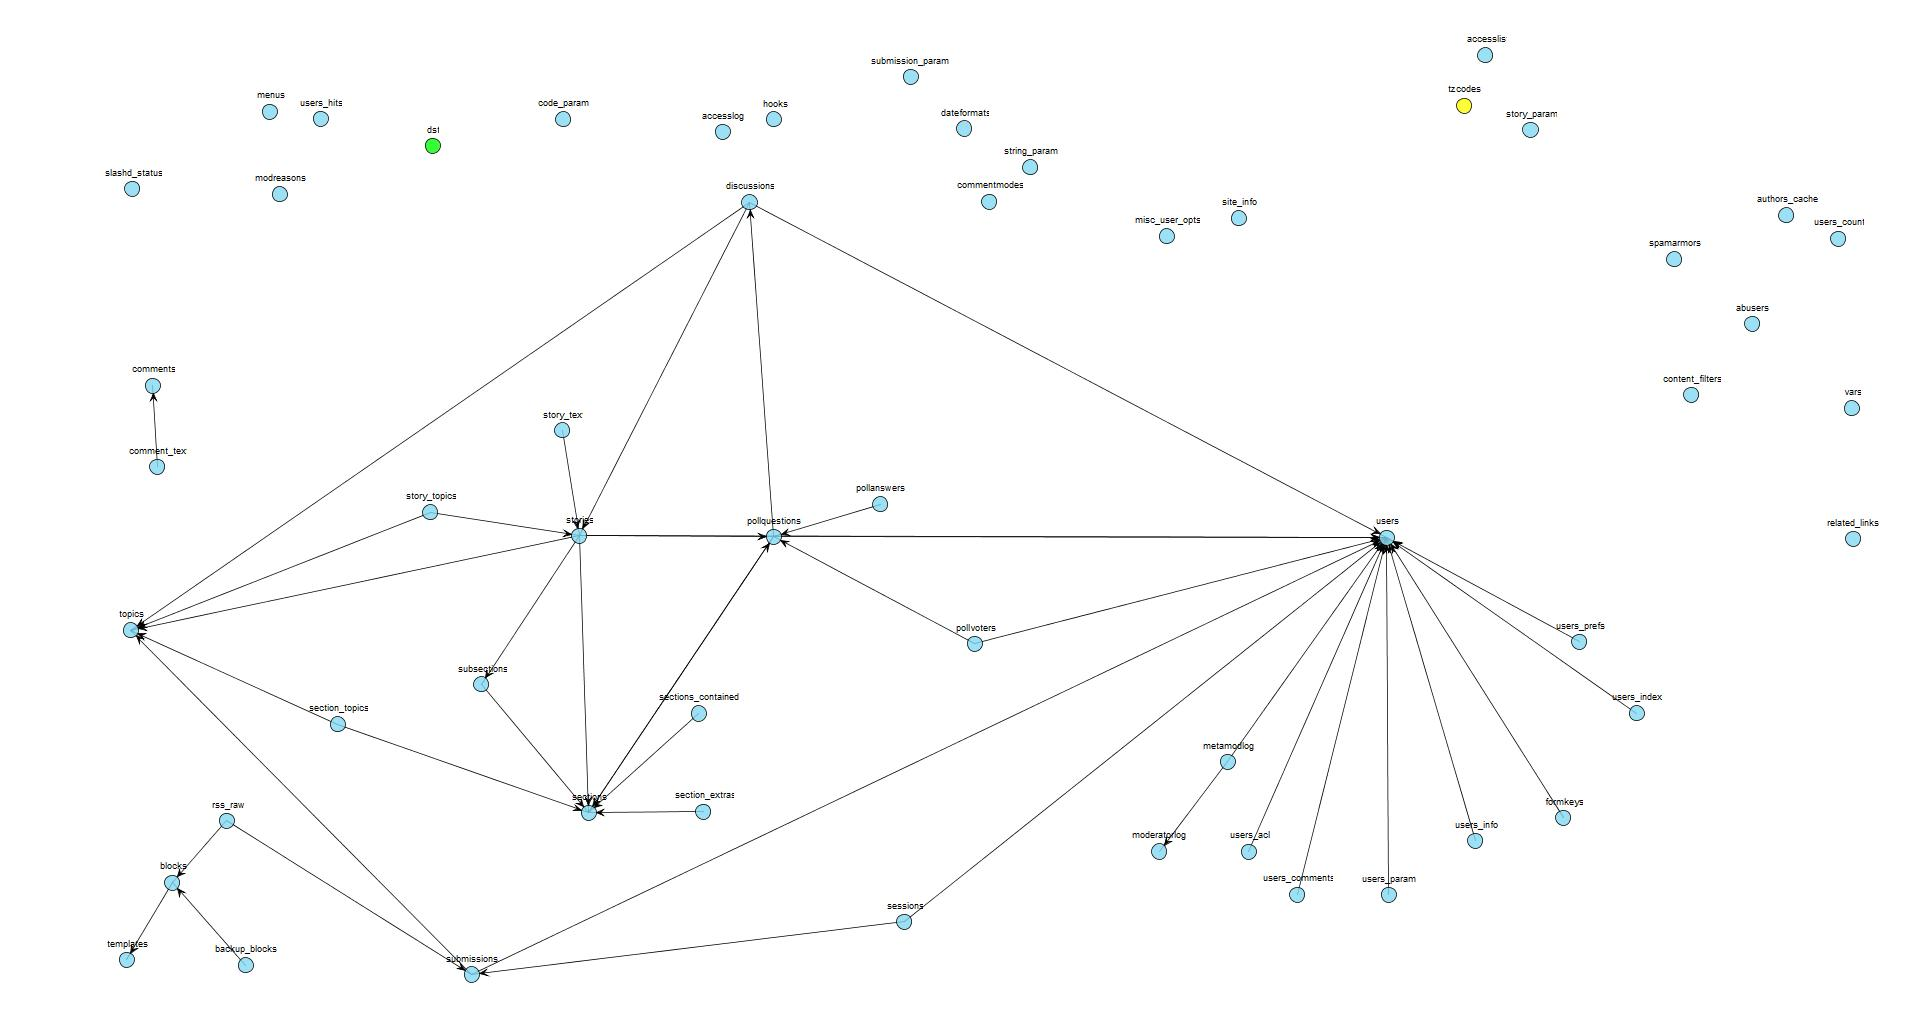 accesslis
submission_param
tzcodes
menus
users_hits
code_param
hooks
accesslog
dateformats
story_param
dst
string_param
slashd_status
modreasons
discussions
commentmodes
authors_cache
site_info
misc_user_opts
users_count
spamarmors
abusers
comments
content_filters
vars
story_tex
comment_tex
pollanswers
story_topics
stories
pollquestions
users
related_links
topics
pollvoters
users_prefs
subsections
sections_contained
users_index
section_topics
metamodlog
sections
section_extras
rss_raw
formkeys
users_info
moderatorlog
users_acl
blocks
users_comments
users_param
sessions
templates
backup_blocks
submissions